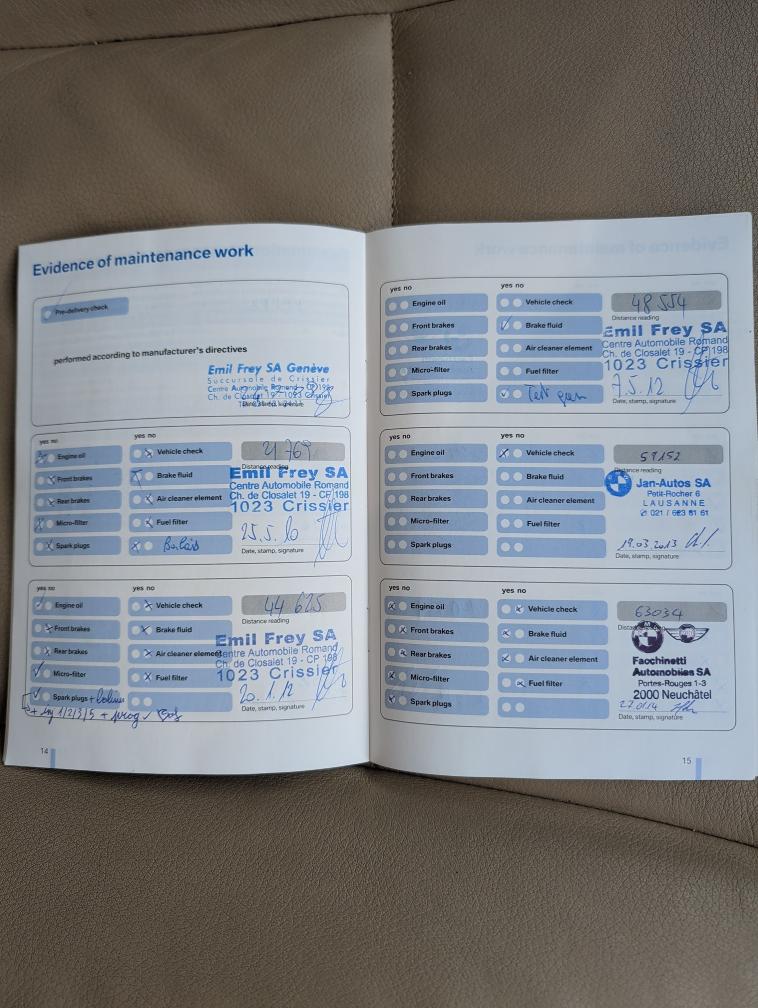 Evidence of maintenance work
Pre-delivery check
performed according to manufacturer's directives
Emil Frey SA Genève
Succursale de Crissier
Centre Automobile Romand - CP 198
Ch. de Closalet 19 - 1023 Crissier
Date, stamp, signature
yes no
yes no
Engine oil
Vehicle check
Distance reading
Front brakes
Brake fluid
Emil Frey SA
Centre Automobile Romand
Rear brakes
Air cleaner element
Ch. de Closalet 19 - CP 198
1023 Crissier
Micro-filter
Fuel filter
25.5.10
Spark plugs
Balais
Date, stamp, signature
yes no
yes no
Engine oil
Vehicle check
44 625
Distance reading
Front brakes
Brake fluid
Emil Frey SA
Rear brakes
Air cleaner element
Centre Automobile Romand
Ch. de Closalet 19 - CP 198
1023 Crissier
Micro-filter
Fuel filter
20.1.12
Spark plugs
Date, stamp, signature
14
yes no
yes no
Engine oil
Vehicle check
48 554
Distance reading
Front brakes
Brake fluid
Emil Frey SA
Centre Automobile Romand
Rear brakes
Air cleaner element
Ch. de Closalet 19 - CP 198
1023 Crissier
Micro-filter
Fuel filter
7.5.12
Spark plugs
Date, stamp, signature
yes no
yes no
Engine oil
Vehicle check
59152
Distance reading
Front brakes
Brake fluid
Jan-Autos SA
Petit-Rocher 6
Rear brakes
Air cleaner element
LAUSANNE
✆ 021 / 623 61 61
Micro-filter
Fuel filter
19.03.2013
Spark plugs
Date, stamp, signature
yes no
yes no
Engine oil
Vehicle check
63034
Distance reading
Front brakes
Brake fluid
Rear brakes
Air cleaner element
Facchinetti
Automobiles SA
Micro-filter
Fuel filter
Portes-Rouges 1-3
2000 Neuchâtel
Spark plugs
27.01.14
Date, stamp, signature
15